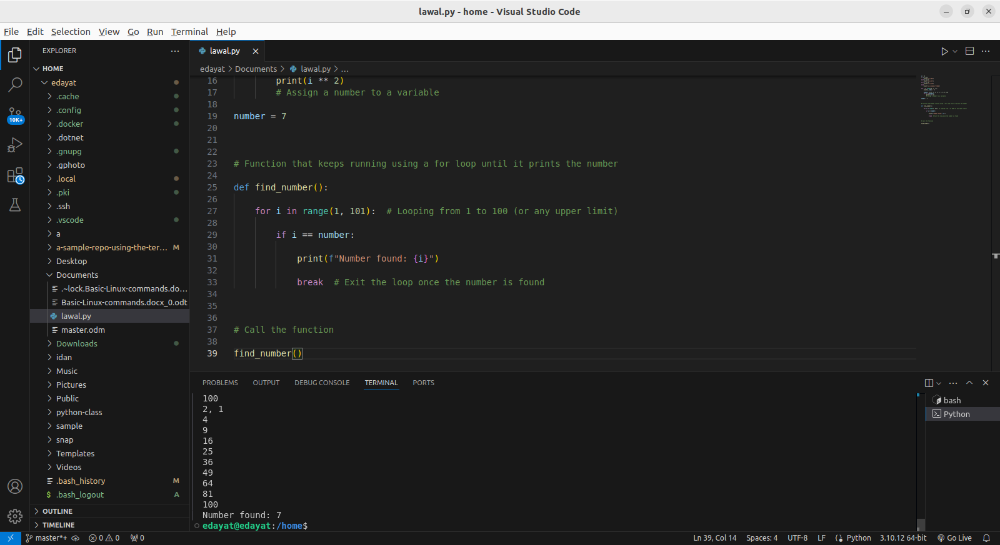 lawal.py - home - Visual Studio Code
File Edit Selection View Go Run Terminal Help
EXPLORER
HOME
edayat
.cache
.config
10K+
.docker
.dotnet
.gnupg
.gphoto
.local
.pki
.ssh
.vscode
a
a-sample-repo-using-the-ter... M
Desktop
Documents
.~lock.Basic-Linux-commands.do...
Basic-Linux-commands.docx_0.odt
lawal.py
master.odm
Downloads
idan
Music
Pictures
Public
python-class
sample
snap
Templates
Videos
.bash_history M
$ .bash_logout A
OUTLINE
TIMELINE
lawal.py
edayat > Documents > lawal.py > ...
16 print(i ** 2)
17 # Assign a number to a variable
18
19 number = 7
20
21
22
23 # Function that keeps running using a for loop until it prints the number
24
25 def find_number():
26
27 for i in range(1, 101): # Looping from 1 to 100 (or any upper limit)
28
29 if i == number:
30
31 print(f"Number found: {i}")
32
33 break # Exit the loop once the number is found
34
35
36
37 # Call the function
38
39 find_number()
PROBLEMS OUTPUT DEBUG CONSOLE TERMINAL PORTS
100
2, 1
4
9
16
25
36
49
64
81
100
Number found: 7
edayat@edayat:/home$
bash
Python
master*+ 0 0 0 Ln 39, Col 14 Spaces: 4 UTF-8 LF Python 3.10.12 64-bit Go Live